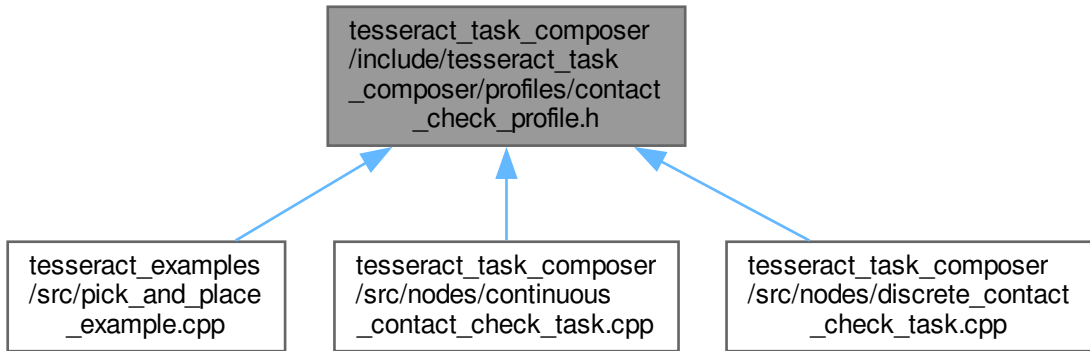 tesseract_task_composer
/include/tesseract_task
_composer/profiles/contact
_check_profile.h
tesseract_examples
/src/pick_and_place
_example.cpp
tesseract_task_composer
/src/nodes/continuous
_contact_check_task.cpp
tesseract_task_composer
/src/nodes/discrete_contact
_check_task.cpp